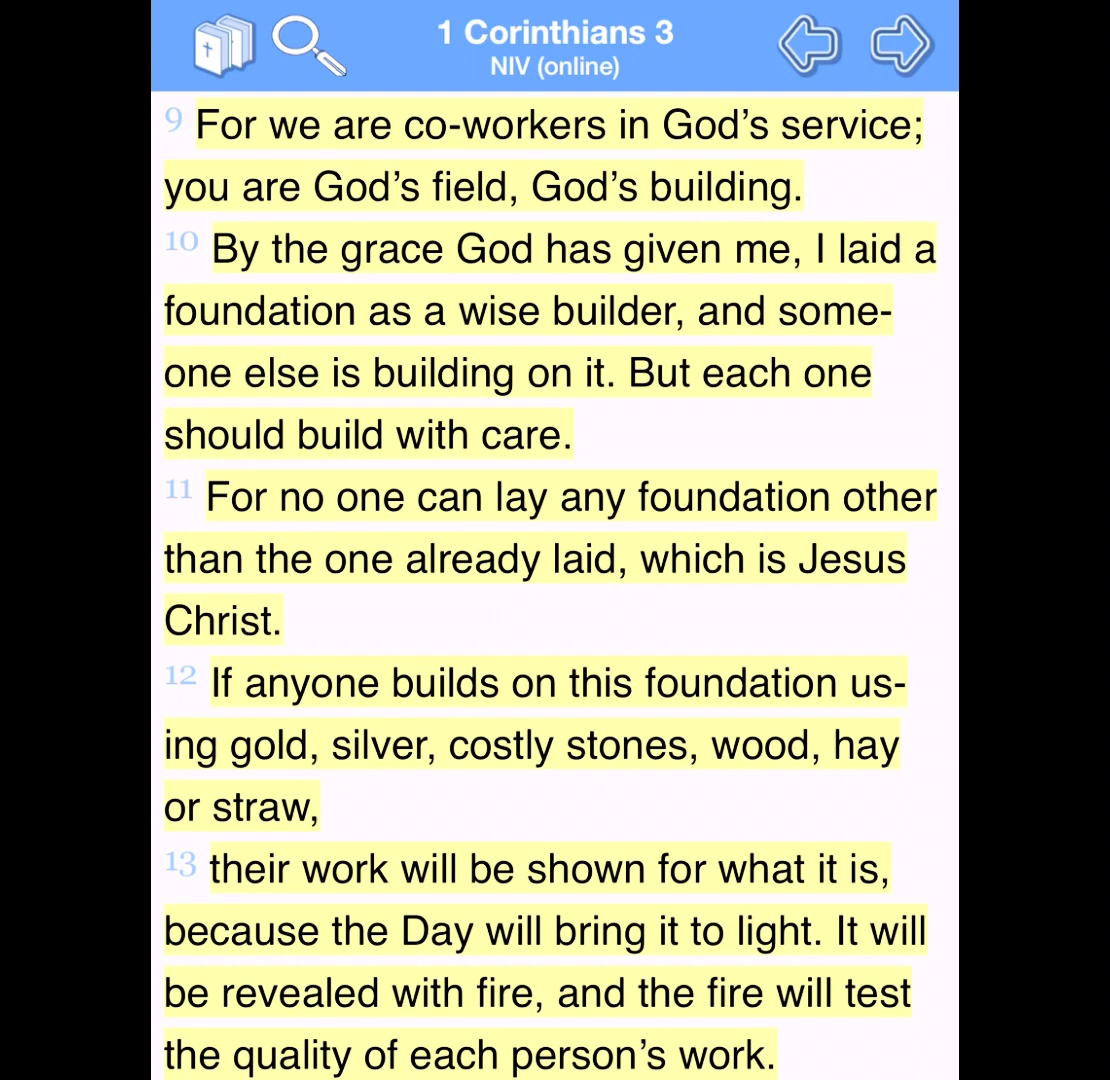 1 Corinthians 3
NIV (online)
9 For we are co-workers in God’s service;
you are God’s field, God’s building.
10 By the grace God has given me, I laid a
foundation as a wise builder, and some-
one else is building on it. But each one
should build with care.
11 For no one can lay any foundation other
than the one already laid, which is Jesus
Christ.
12 If anyone builds on this foundation us-
ing gold, silver, costly stones, wood, hay
or straw,
13 their work will be shown for what it is,
because the Day will bring it to light. It will
be revealed with fire, and the fire will test
the quality of each person’s work.